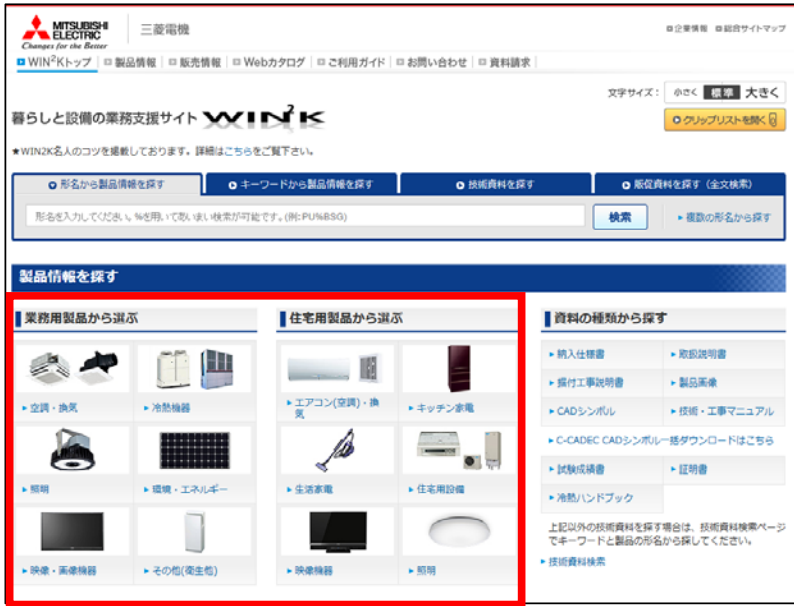 MITSUBISHI
ELECTRIC
Changes for the Better
三菱電機
企業情報 総合サイトマップ
WIN²Kトップ 製品情報 販売情報 Webカタログ ご利用ガイド お問い合わせ 資料請求
文字サイズ： 小さく 標準 大きく
暮らしと設備の業務支援サイト WIN²K
クリップリストを開く
★WIN2K名人のコツを掲載しております。詳細はこちらをご覧下さい。
形名から製品情報を探す キーワードから製品情報を探す 技術資料を探す 販促資料を探す（全文検索）
形名を入力してください。%を用いてあいまい検索が可能です。(例:PU%BSG) 検索 複数の形名から探す
製品情報を探す
業務用製品から選ぶ
空調・換気 冷熱機器
照明 環境・エネルギー
映像・画像機器 その他(衛生他)
住宅用製品から選ぶ
エアコン(空調)・換
気
キッチン家電
生活家電 住宅用設備
映像機器 照明
資料の種類から探す
納入仕様書 取扱説明書
据付工事説明書 製品画像
CADシンボル 技術・工事マニュアル
C-CADEC CADシンボル一括ダウンロードはこちら
試験成績書 証明書
冷熱ハンドブック
上記以外の技術資料を探す場合は、技術資料検索ページ
でキーワードと製品の形名から探してください。
技術資料検索